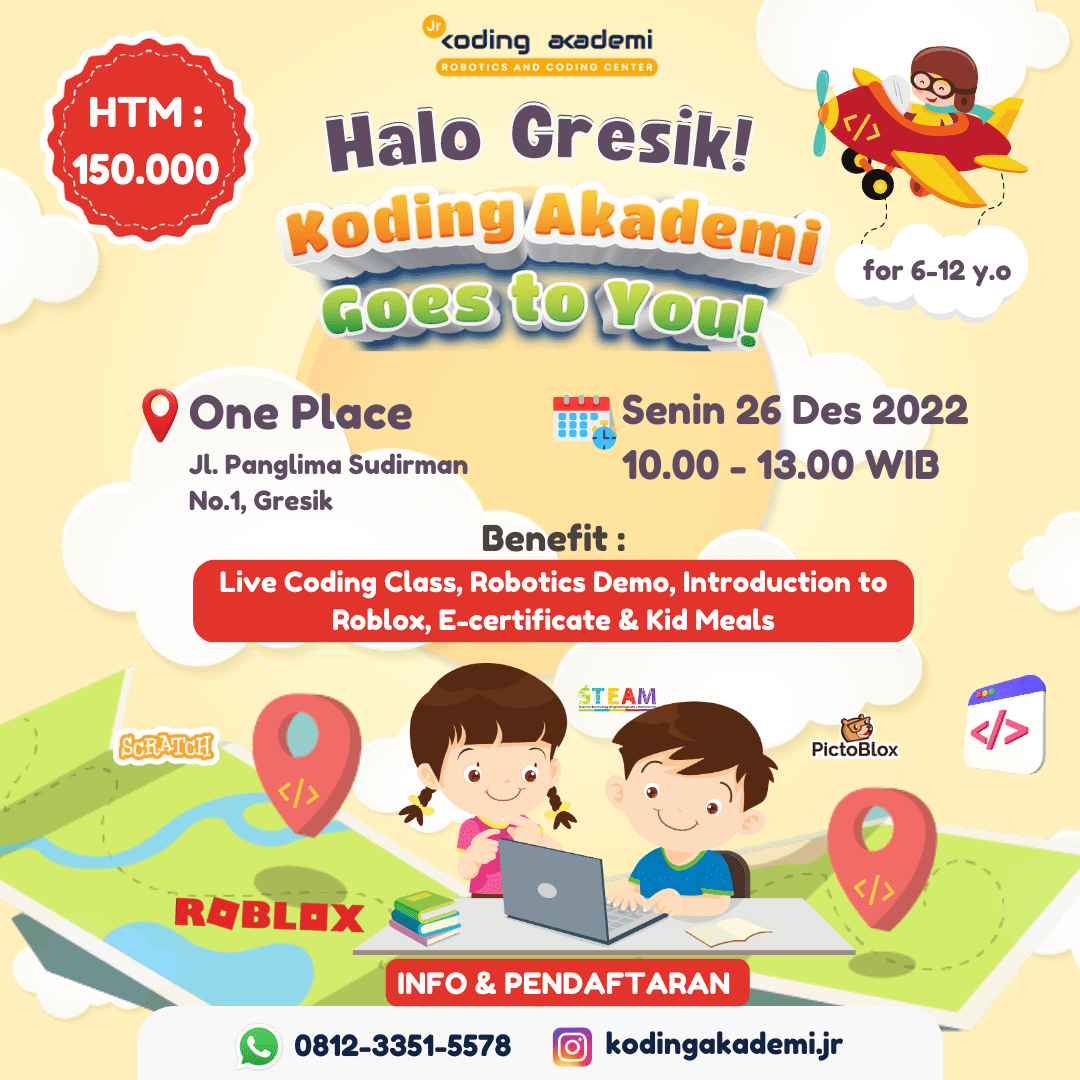 Jr
Koding akademi
ROBOTICS AND CODING CENTER
HTM :
150.000
Halo Gresik!
Koding Akademi
Goes to You!
</>
for 6-12 y.o
One Place
Jl. Panglima Sudirman
No.1, Gresik
Senin 26 Des 2022
10.00 - 13.00 WIB
Benefit :
Live Coding Class, Robotics Demo, Introduction to
Roblox, E-certificate & Kid Meals
STEAM
SCRATCH
PictoBlox
</>
</>
</>
ROBLOX
INFO & PENDAFTARAN
0812-3351-5578
kodingakademi.jr